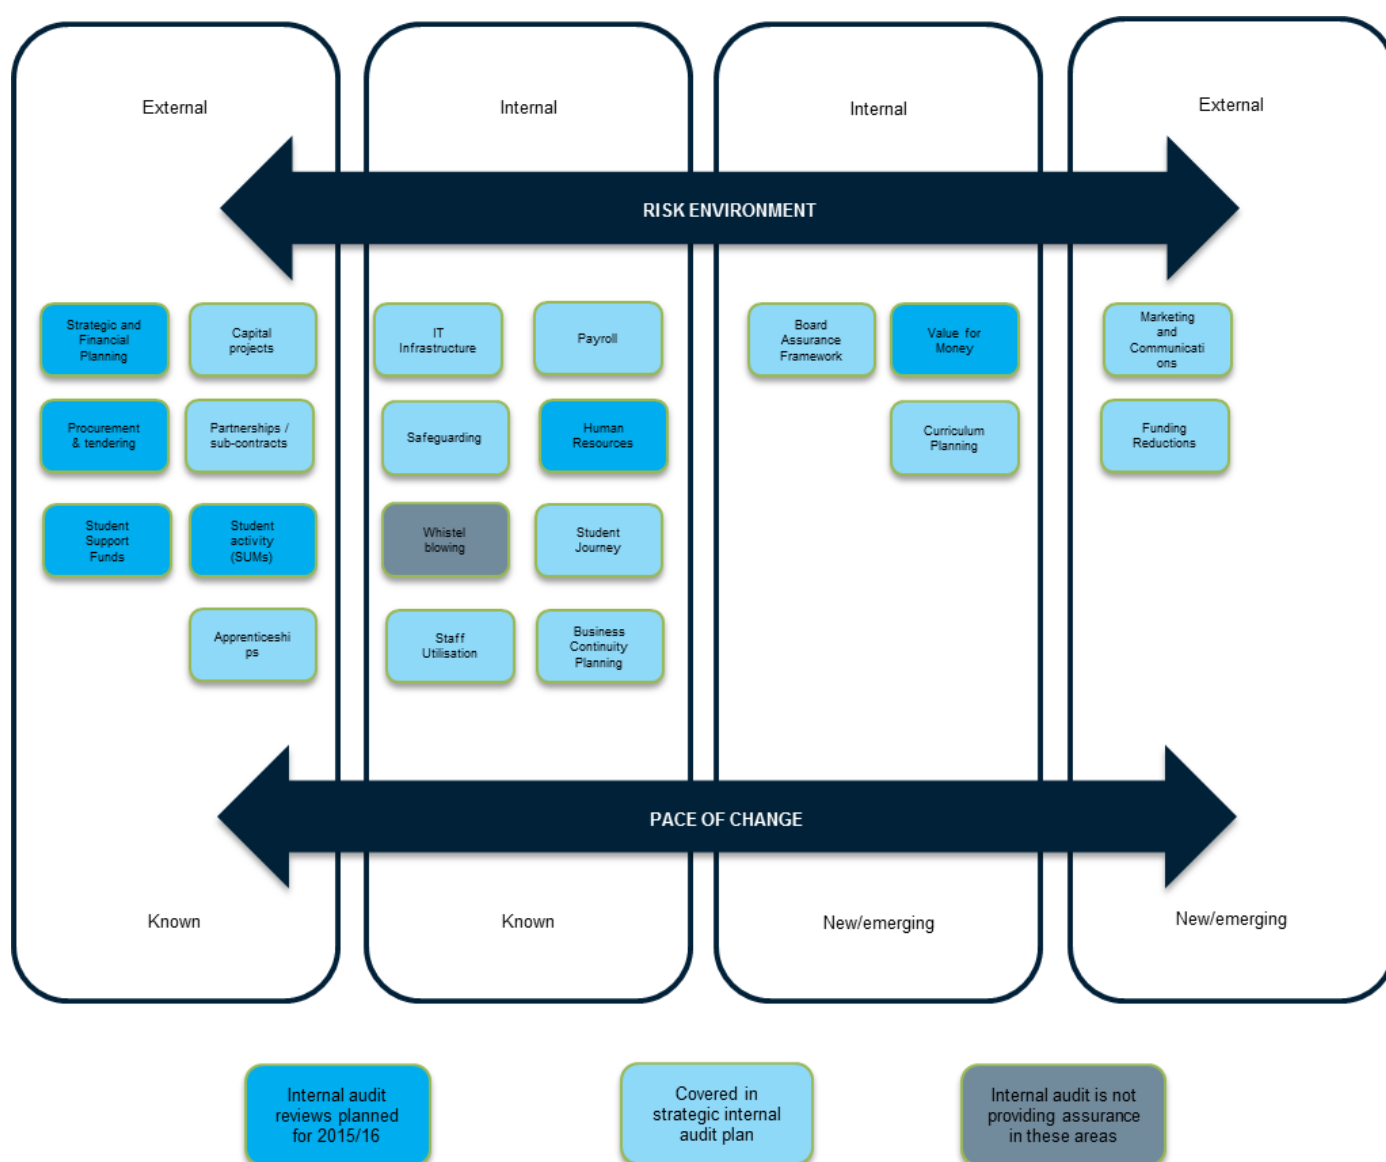 External
Internal
Internal
External
RISK ENVIRONMENT
Strategic and
Financial
Planning
Capital
projects
IT
Infrastructure
Payroll
Board
Assurance
Framework
Value for
Money
Marketing
and
Communicati
ons
Procurement
& tendering
Partnerships /
sub-contracts
Safeguarding
Human
Resources
Curriculum
Planning
Funding
Reductions
Student
Support
Funds
Student
activity
(SUMs)
Whistel
blowing
Student
Journey
Apprenticeshi
ps
Staff
Utilisation
Business
Continuity
Planning
PACE OF CHANGE
Known
Known
New/emerging
New/emerging
Internal audit
reviews planned
for 2015/16
Covered in
strategic internal
audit plan
Internal audit is not
providing assurance
in these areas